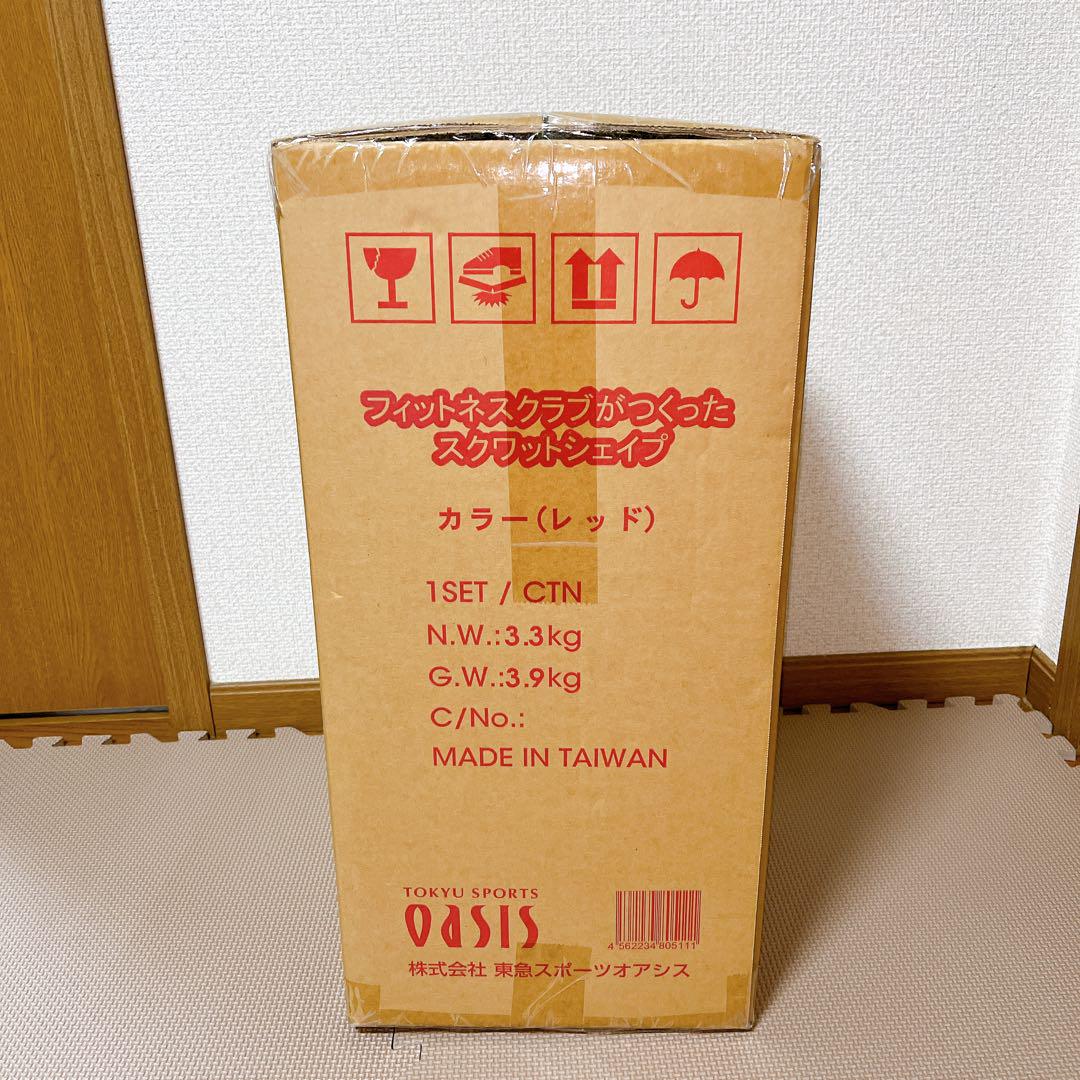 フィットネスクラブがつくった
スクワットシェイプ
カラー(レッド)
1SET / CTN
N.W.:3.3kg
G.W.:3.9kg
C/No.:
MADE IN TAIWAN
TOKYU SPORTS
OASIS
4 562234 805111
株式会社 東急スポーツオアシス